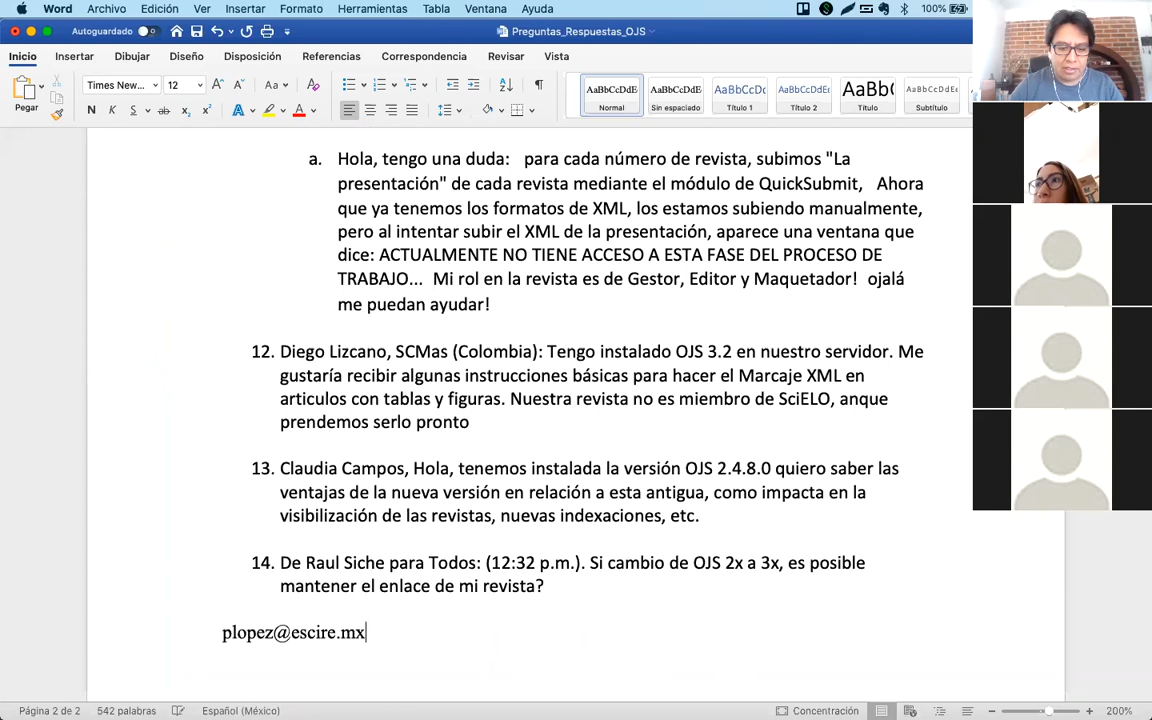 Word Archivo Edición Ver Insertar Formato Herramientas Tabla Ventana Ayuda 100%
Autoguardado Preguntas_Respuestas_OJS
Inicio Insertar Dibujar Diseño Disposición Referencias Correspondencia Revisar Vista
Pegar Times New... 12 A A Aa
N K S ab x x A A
AaBbCcDdE AaBbCcDdE AaBbCcDc AaBbCcDdE AaBb( AaBbCcDdEe
Normal Sin espaciado Título 1 Título 2 Título Subtítulo
a. Hola, tengo una duda: para cada número de revista, subimos "La
presentación" de cada revista mediante el módulo de QuickSubmit, Ahora
que ya tenemos los formatos de XML, los estamos subiendo manualmente,
pero al intentar subir el XML de la presentación, aparece una ventana que
dice: ACTUALMENTE NO TIENE ACCESO A ESTA FASE DEL PROCESO DE
TRABAJO... Mi rol en la revista es de Gestor, Editor y Maquetador! ojalá
me puedan ayudar!
12. Diego Lizcano, SCMas (Colombia): Tengo instalado OJS 3.2 en nuestro servidor. Me
gustaría recibir algunas instrucciones básicas para hacer el Marcaje XML en
articulos con tablas y figuras. Nuestra revista no es miembro de SciELO, anque
prendemos serlo pronto
13. Claudia Campos, Hola, tenemos instalada la versión OJS 2.4.8.0 quiero saber las
ventajas de la nueva versión en relación a esta antigua, como impacta en la
visibilización de las revistas, nuevas indexaciones, etc.
14. De Raul Siche para Todos: (12:32 p.m.). Si cambio de OJS 2x a 3x, es posible
mantener el enlace de mi revista?
plopez@escire.mx
Página 2 de 2 542 palabras Español (México) Concentración 200%